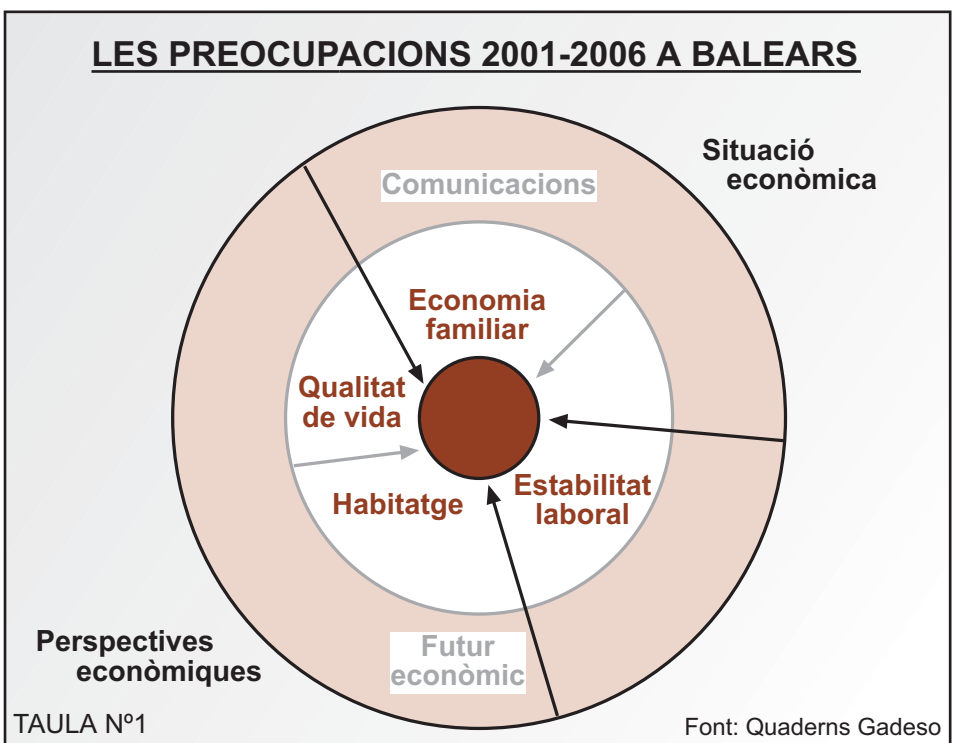 LES PREOCUPACIONS 2001-2006 A BALEARS
Situació
econòmica
Comunicacions
Economia
familiar
Qualitat
de vida
Habitatge
Estabilitat
laboral
Perspectives
econòmiques
Futur
econòmic
TAULA Nº1
Font: Quaderns Gadeso